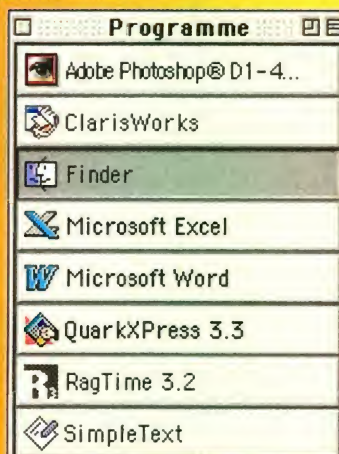 Programme
Adobe Photoshop® D1-4...
ClarisWorks
Finder
Microsoft Excel
Microsoft Word
QuarkXPress 3.3
RagTime 3.2
SimpleText